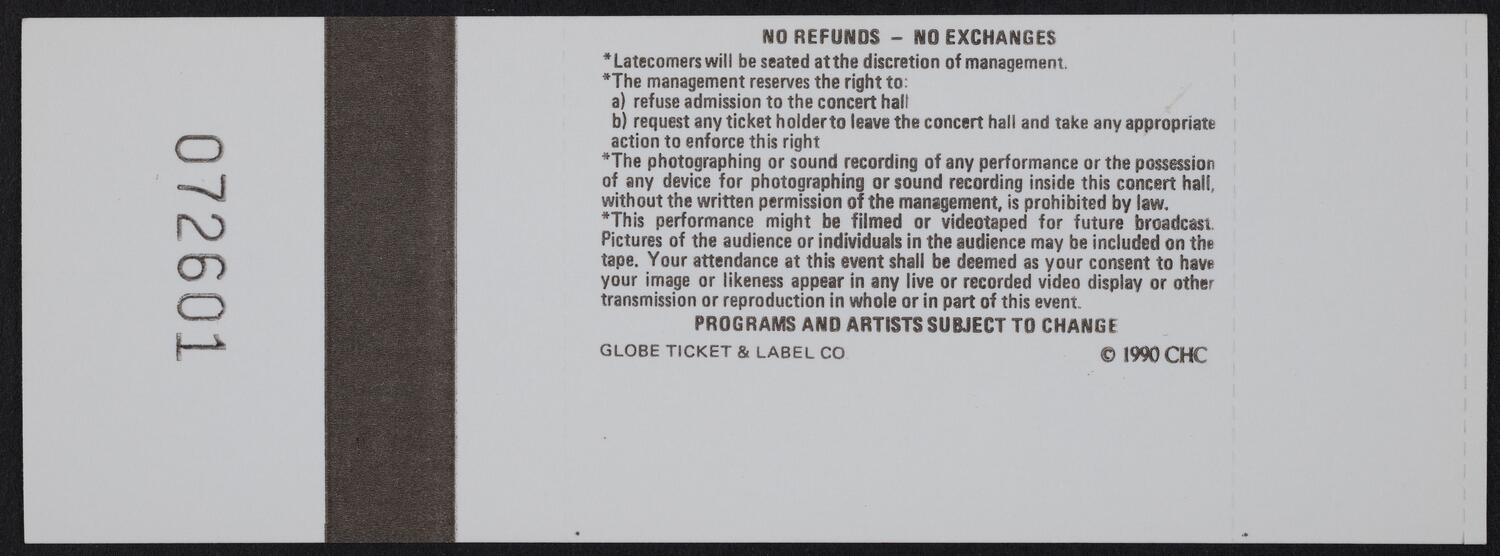 0772601
NO REFUNDS – NO EXCHANGES
*Latecomers will be seated at the discretion of management.
*The management reserves the right to:
a) refuse admission to the concert hall
b) request any ticket holder to leave the concert hall and take any appropriate
action to enforce this right
*The photographing or sound recording of any performance or the possession
of any device for photographing or sound recording inside this concert hall,
without the written permission of the management, is prohibited by law.
*This performance might be filmed or videotaped for future broadcast.
Pictures of the audience or individuals in the audience may be included on the
tape. Your attendance at this event shall be deemed as your consent to have
your image or likeness appear in any live or recorded video display or other
transmission or reproduction in whole or in part of this event.
PROGRAMS AND ARTISTS SUBJECT TO CHANGE
GLOBE TICKET & LABEL CO. © 1990 CHC